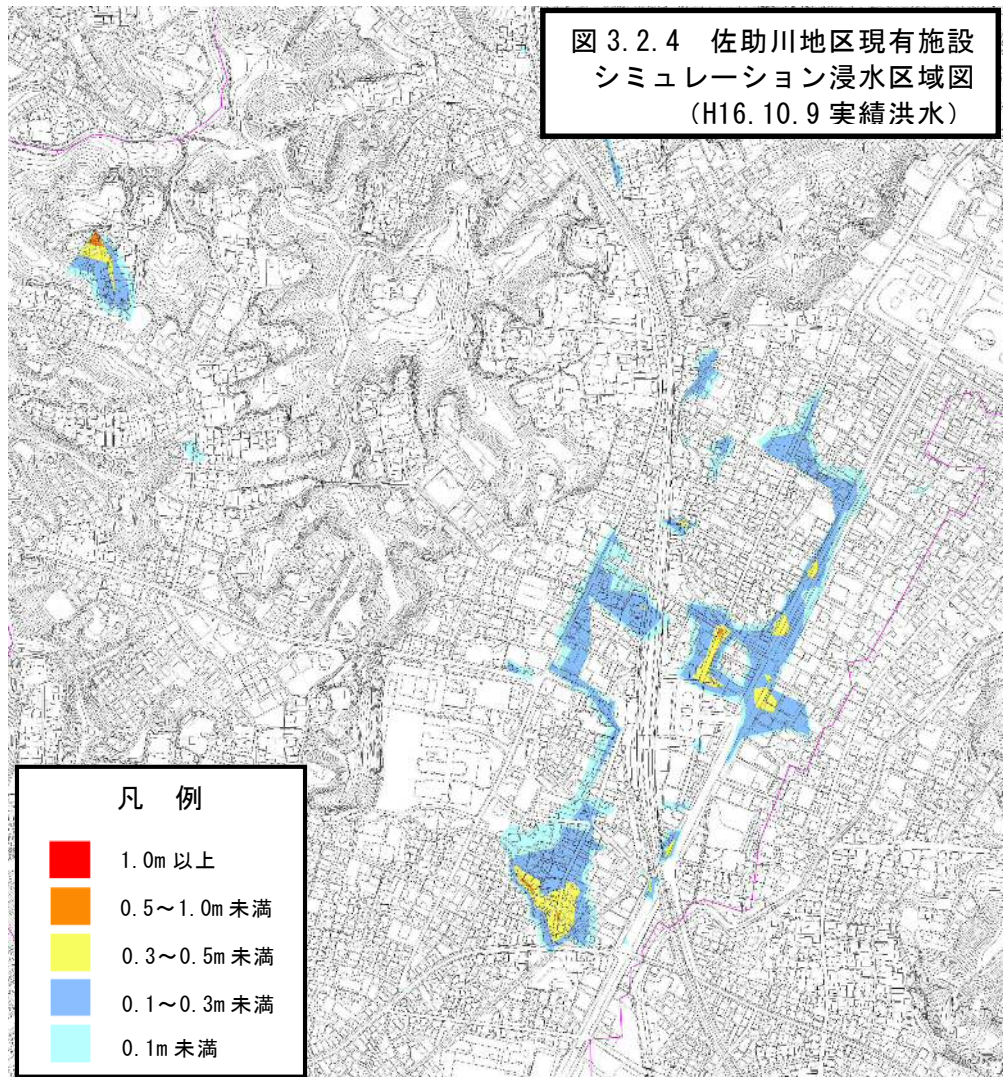 図 3.2.4 佐助川地区現有施設
シミュレーション浸水区域図
（H16.10.9 実績洪水）
凡 例
1.0m 以上
0.5～1.0m 未満
0.3～0.5m 未満
0.1～0.3m 未満
0.1m 未満